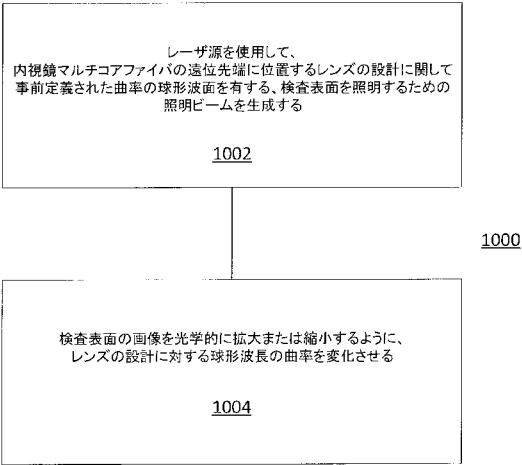 レーザ源を使用して、
内視鏡マルチコアファイバの遠位先端に位置するレンズの設計に関して
事前定義された曲率の球形波面を有する、検査表面を照明するための
照明ビームを生成する
1002
1000
検査表面の画像を光学的に拡大または縮小するように、
レンズの設計に対する球形波長の曲率を変化させる
1004